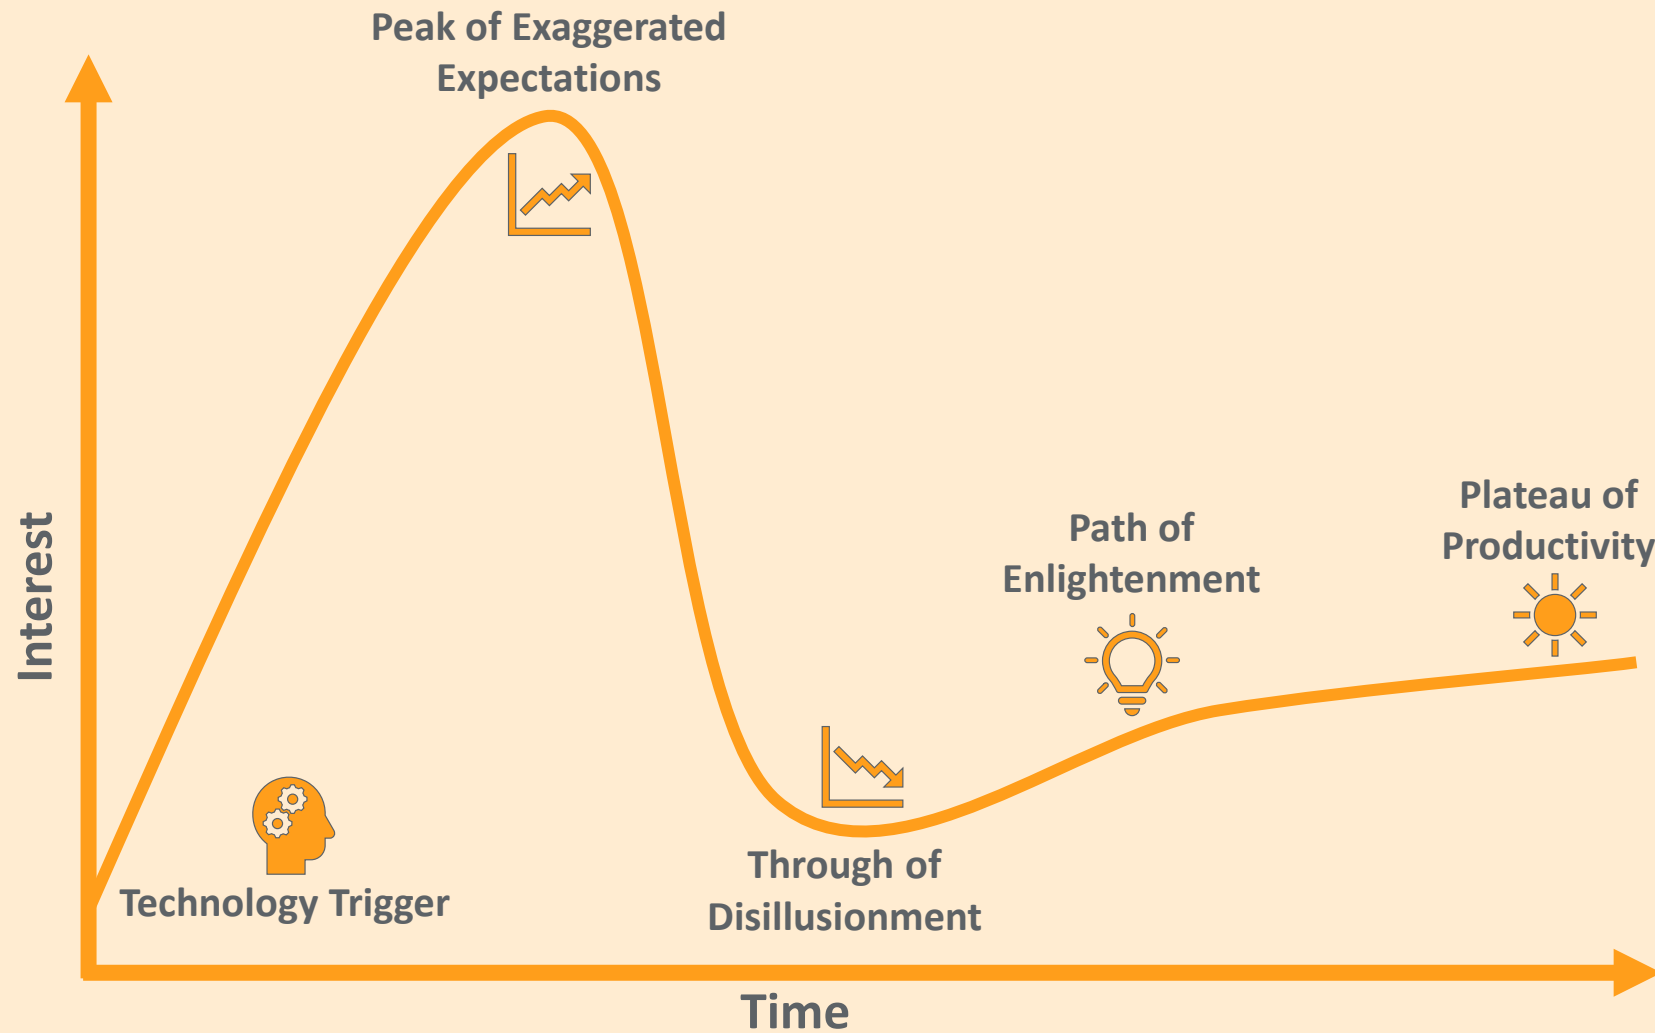 Peak of Exaggerated
Expectations
Interest
Technology Trigger
Through of
Disillusionment
Path of
Enlightenment
Plateau of
Productivity
Time